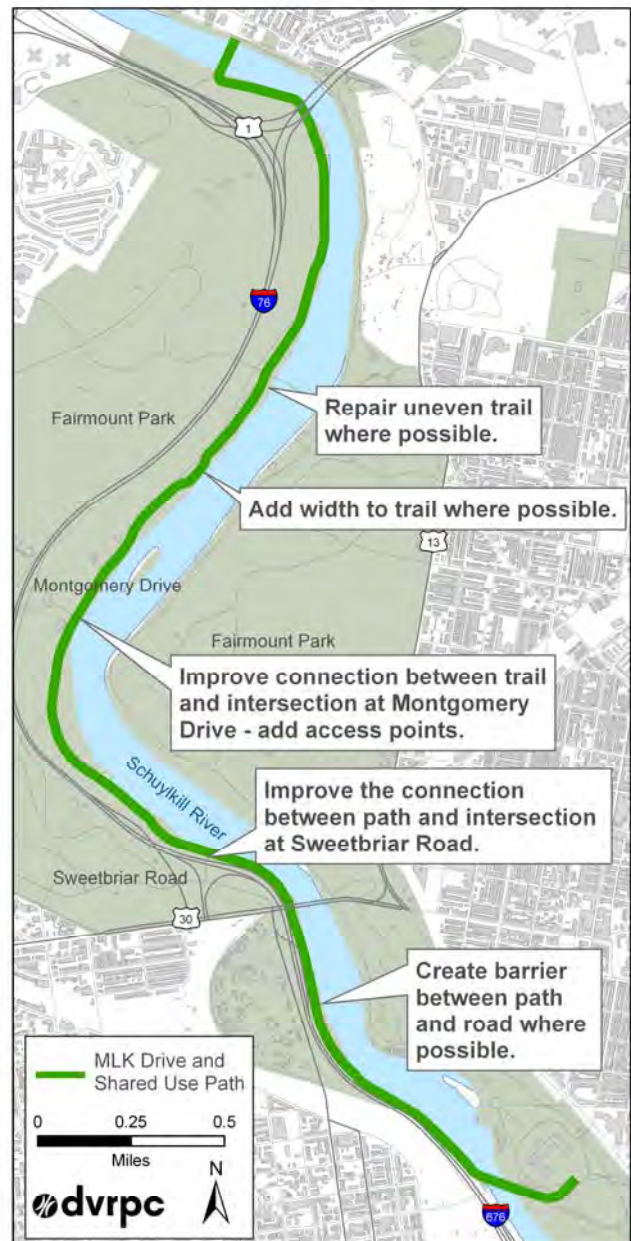 1
76
Fairmount Park
Repair uneven trail
where possible.
Add width to trail where possible.
13
Montgomery Drive
Fairmount Park
Improve connection between trail
and intersection at Montgomery
Drive - add access points.
Schuylkill River
Improve the connection
between path and intersection
at Sweetbriar Road.
Sweetbriar Road
30
Create barrier
between path
and road where
possible.
MLK Drive and
Shared Use Path
0 0.25 0.5
Miles
N
dvrpc
676